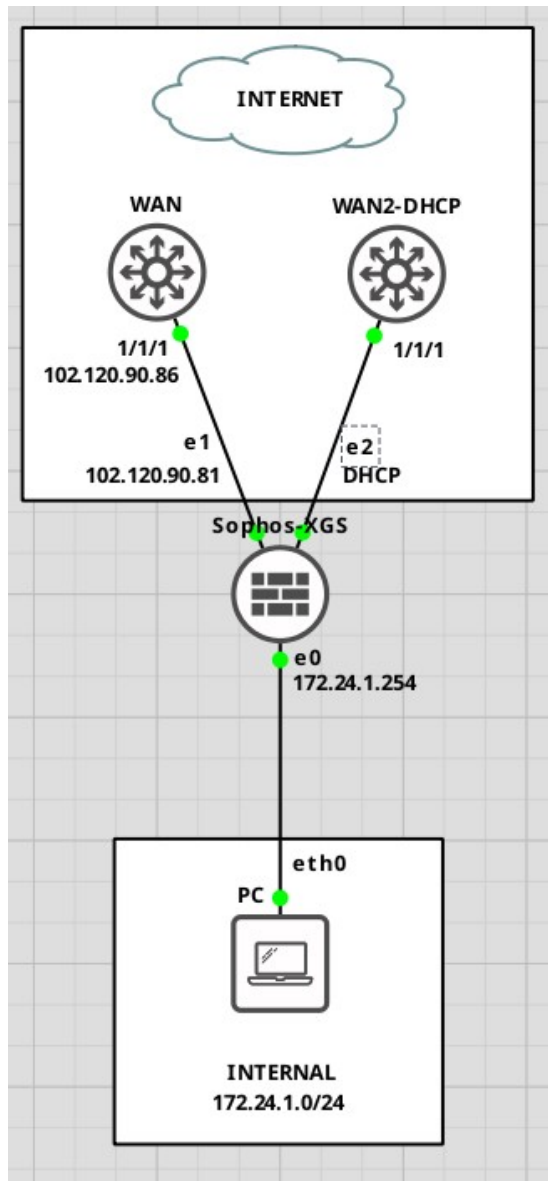 INTERNET
WAN
WAN2-DHCP
1/1/1
102.120.90.86
1/1/1
e1
102.120.90.81
e2
DHCP
Sophos-XGS
e0
172.24.1.254
eth0
PC
INTERNAL
172.24.1.0/24